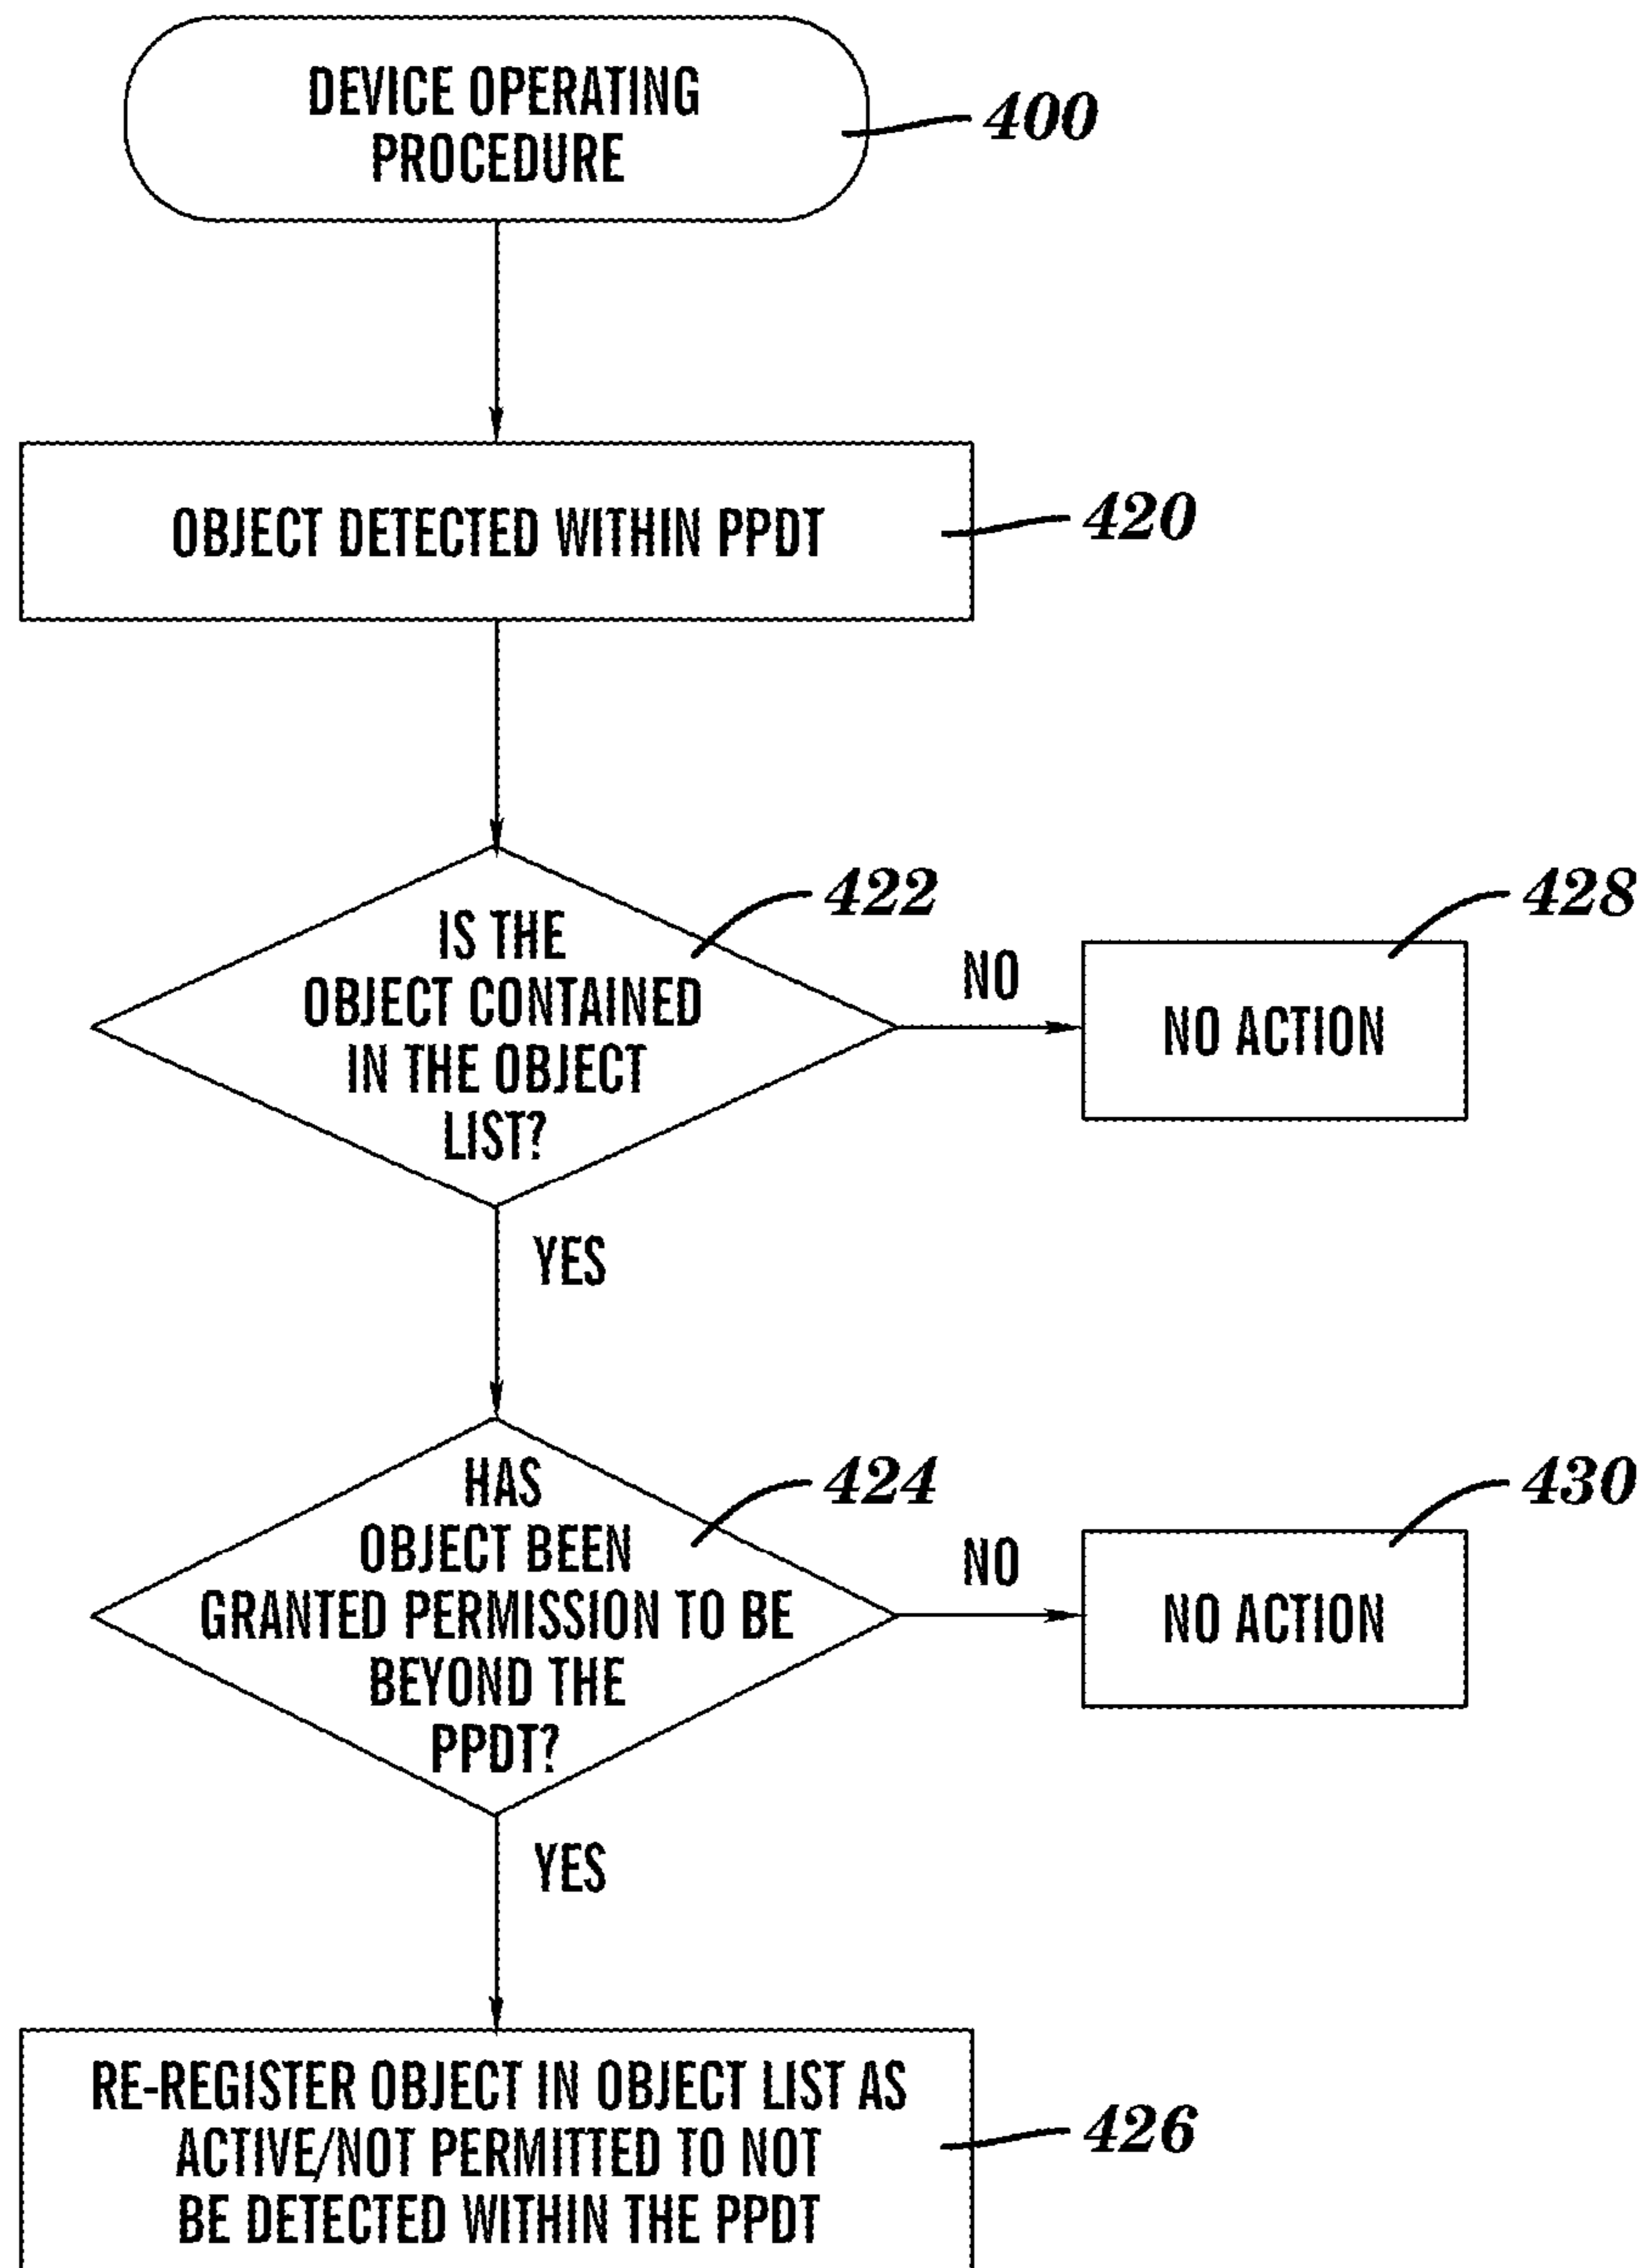 DEVICE OPERATING
PROCEDURE
400
OBJECT DETECTED WITHIN PPDT
420
422
IS THE
OBJECT CONTAINED
IN THE OBJECT
LIST?
NO
428
NO ACTION
YES
424
HAS
OBJECT BEEN
GRANTED PERMISSION TO BE
BEYOND THE
PPDT?
NO
430
NO ACTION
YES
RE-REGISTER OBJECT IN OBJECT LIST AS
ACTIVE/NOT PERMITTED TO NOT
BE DETECTED WITHIN THE PPDT
426